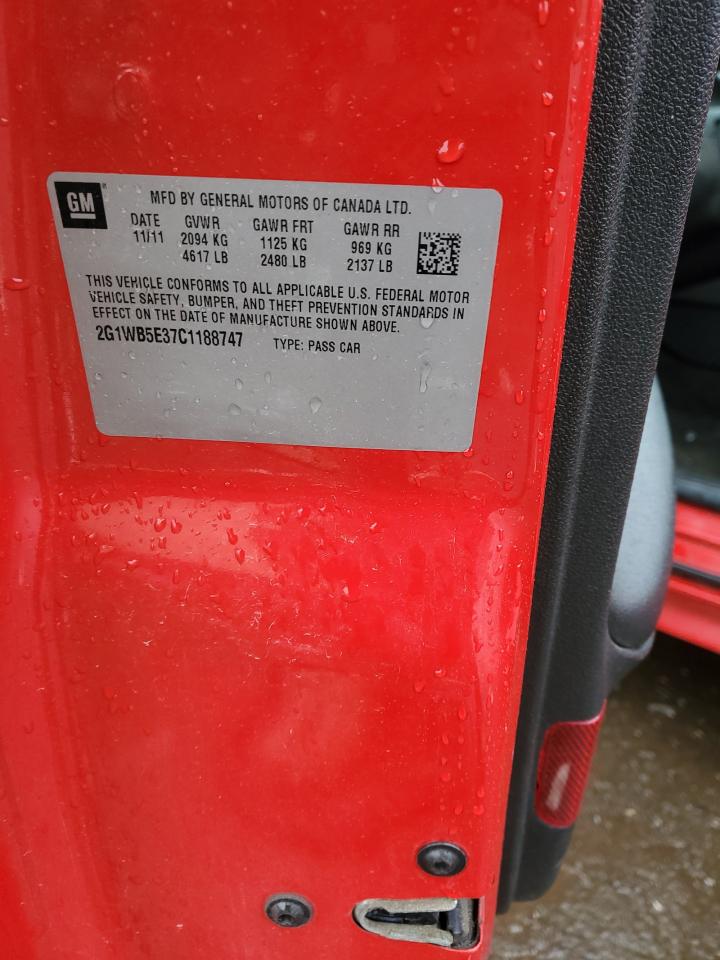 GM
MFD BY GENERAL MOTORS OF CANADA LTD.
DATE GVWR GAWR FRT GAWR RR
11/11 2094 KG 1125 KG 969 KG
4617 LB 2480 LB 2137 LB
THIS VEHICLE CONFORMS TO ALL APPLICABLE U.S. FEDERAL MOTOR
VEHICLE SAFETY, BUMPER, AND THEFT PREVENTION STANDARDS IN
EFFECT ON THE DATE OF MANUFACTURE SHOWN ABOVE.
2G1WB5E37C1188747 TYPE: PASS CAR